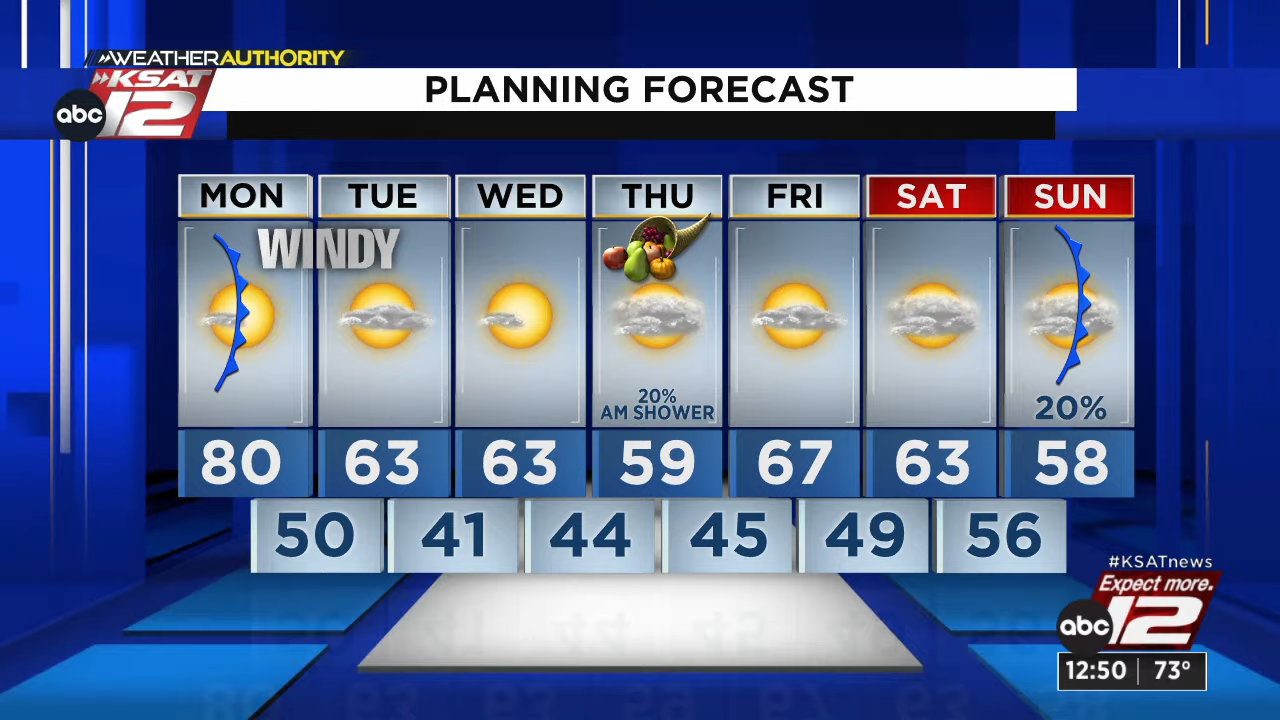 WEATHERAUTHORITY
KSAT
abc 12
PLANNING FORECAST
MON TUE WED THU FRI SAT SUN
WINDY
20%
AM SHOWER
20%
80 63 63 59 67 63 58
50 41 44 45 49 56
#KSATnews
Expect more.
abc 12
12:50 73°